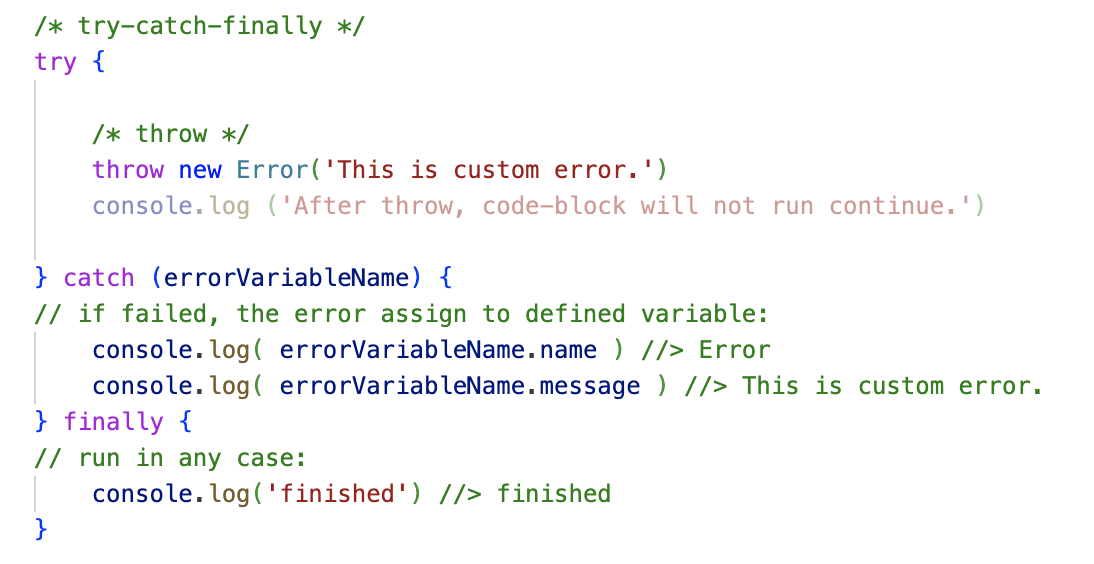 /* try-catch-finally */
try {
/* throw */
throw new Error('This is custom error.')
console.log ('After throw, code-block will not run continue.')
} catch (errorVariableName) {
// if failed, the error assign to defined variable:
console.log( errorVariableName.name ) //> Error
console.log( errorVariableName.message ) //> This is custom error.
} finally {
// run in any case:
console.log('finished') //> finished
}